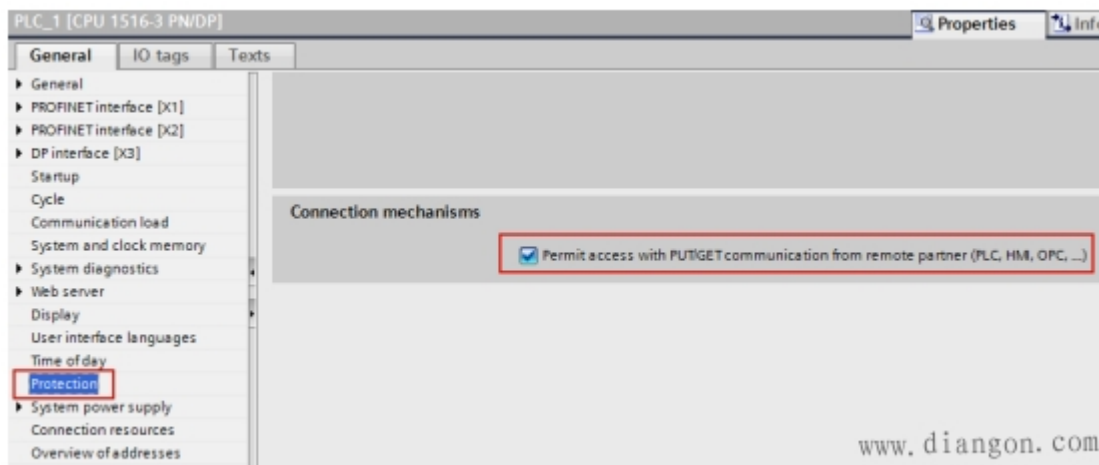 PLC_1 [CPU 1516-3 PN/DP]
Properties
Info
General
IO tags
Texts
General
PROFINET interface [X1]
PROFINET interface [X2]
DP interface [X3]
Startup
Cycle
Communication load
System and clock memory
System diagnostics
Web server
Display
User interface languages
Time of day
Protection
System power supply
Connection resources
Overview of addresses
Connection mechanisms
Permit access with PUT/GET communication from remote partner (PLC, HMI, OPC, ...)
www.diangon.com